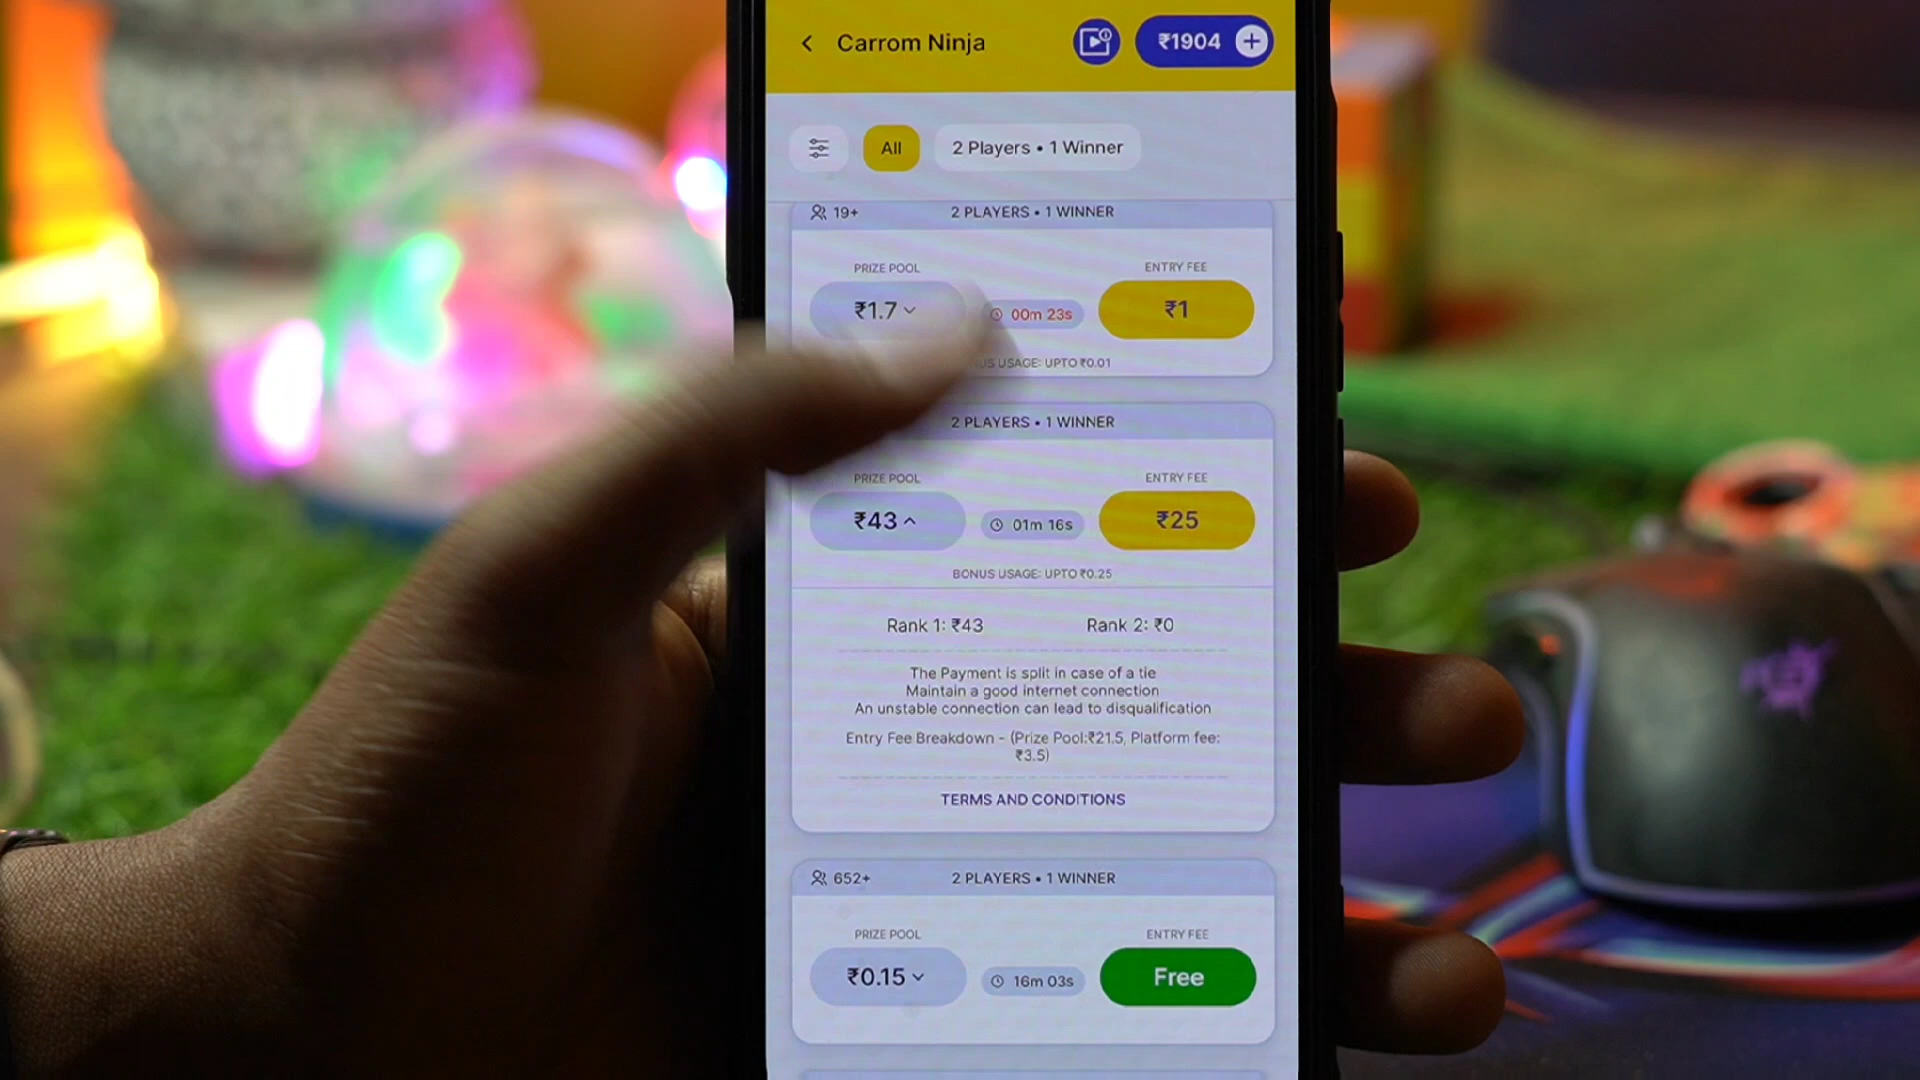 Carrom Ninja
₹1904
All
2 Players • 1 Winner
19+
2 PLAYERS • 1 WINNER
PRIZE POOL
ENTRY FEE
₹1.7
00m 23s
₹1
USAGE: UPTO ₹0.01
2 PLAYERS • 1 WINNER
PRIZE POOL
ENTRY FEE
₹43
01m 16s
₹25
BONUS USAGE: UPTO ₹0.25
Rank 1: ₹43
Rank 2: ₹0
The Payment is split in case of a tie
Maintain a good internet connection
An unstable connection can lead to disqualification
Entry Fee Breakdown - (Prize Pool:₹21.5, Platform fee:
₹3.5)
TERMS AND CONDITIONS
652+
2 PLAYERS • 1 WINNER
PRIZE POOL
ENTRY FEE
₹0.15
16m 03s
Free